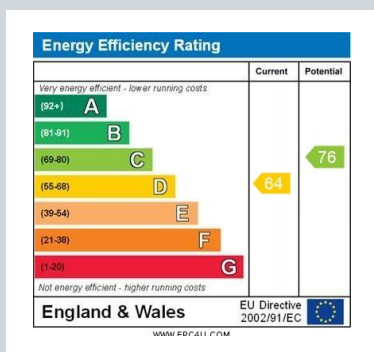 Energy Efficiency Rating
Current Potential
Very energy efficient - lower running costs
(92+) A
(81-91) B
(69-80) C 76
(55-68) D 64
(39-54) E
(21-38) F
(1-20) G
Not energy efficient - higher running costs
England & Wales EU Directive
2002/91/EC
WWW.EPC4U.COM